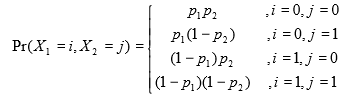 Pr(X₁ = i, X₂ = j) =
p₁p₂ , i = 0, j = 0
p₁(1 − p₂) , i = 0, j = 1
(1 − p₁)p₂ , i = 1, j = 0
(1 − p₁)(1 − p₂) , i = 1, j = 1